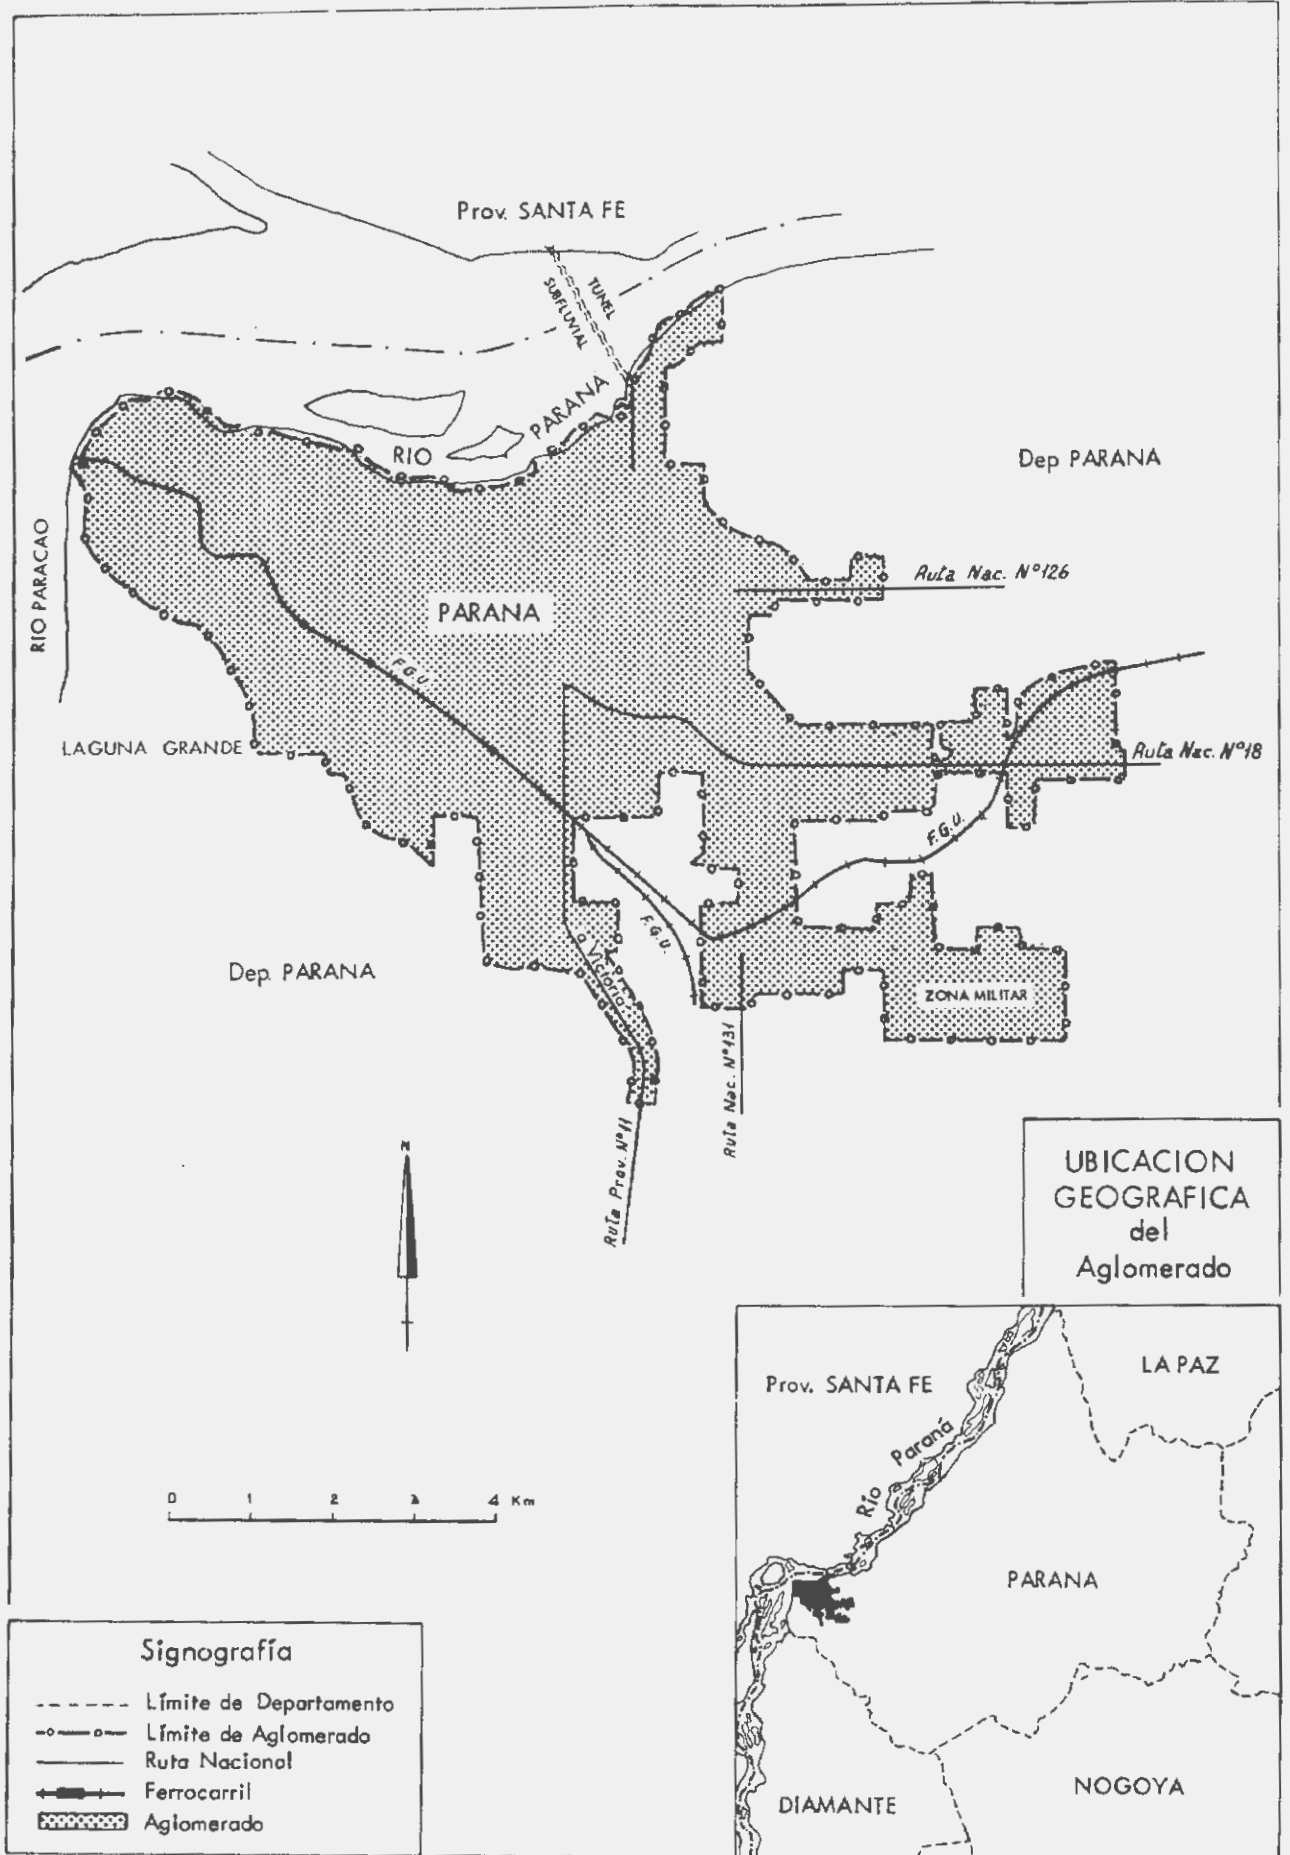 Prov. SANTA FE
TUNEL
SUBFLUVIAL
RIO PARANA
Dep PARANA
RIO PARACAO
Ruta Nac. N°126
PARANA
F.G.U.
LAGUNA GRANDE
Ruta Nac. N°18
F.G.U.
F.G.U.
a Victoria
Dep. PARANA
ZONA MILITAR
Ruta Nac. N°131
Ruta Prov. N°11
N
UBICACION
GEOGRAFICA
del
Aglomerado
Prov. SANTA FE
LA PAZ
Río Paraná
PARANA
DIAMANTE
NOGOYA
0 1 2 3 4 Km
Signografía
Límite de Departamento
Límite de Aglomerado
Ruta Nacional
Ferrocarril
Aglomerado